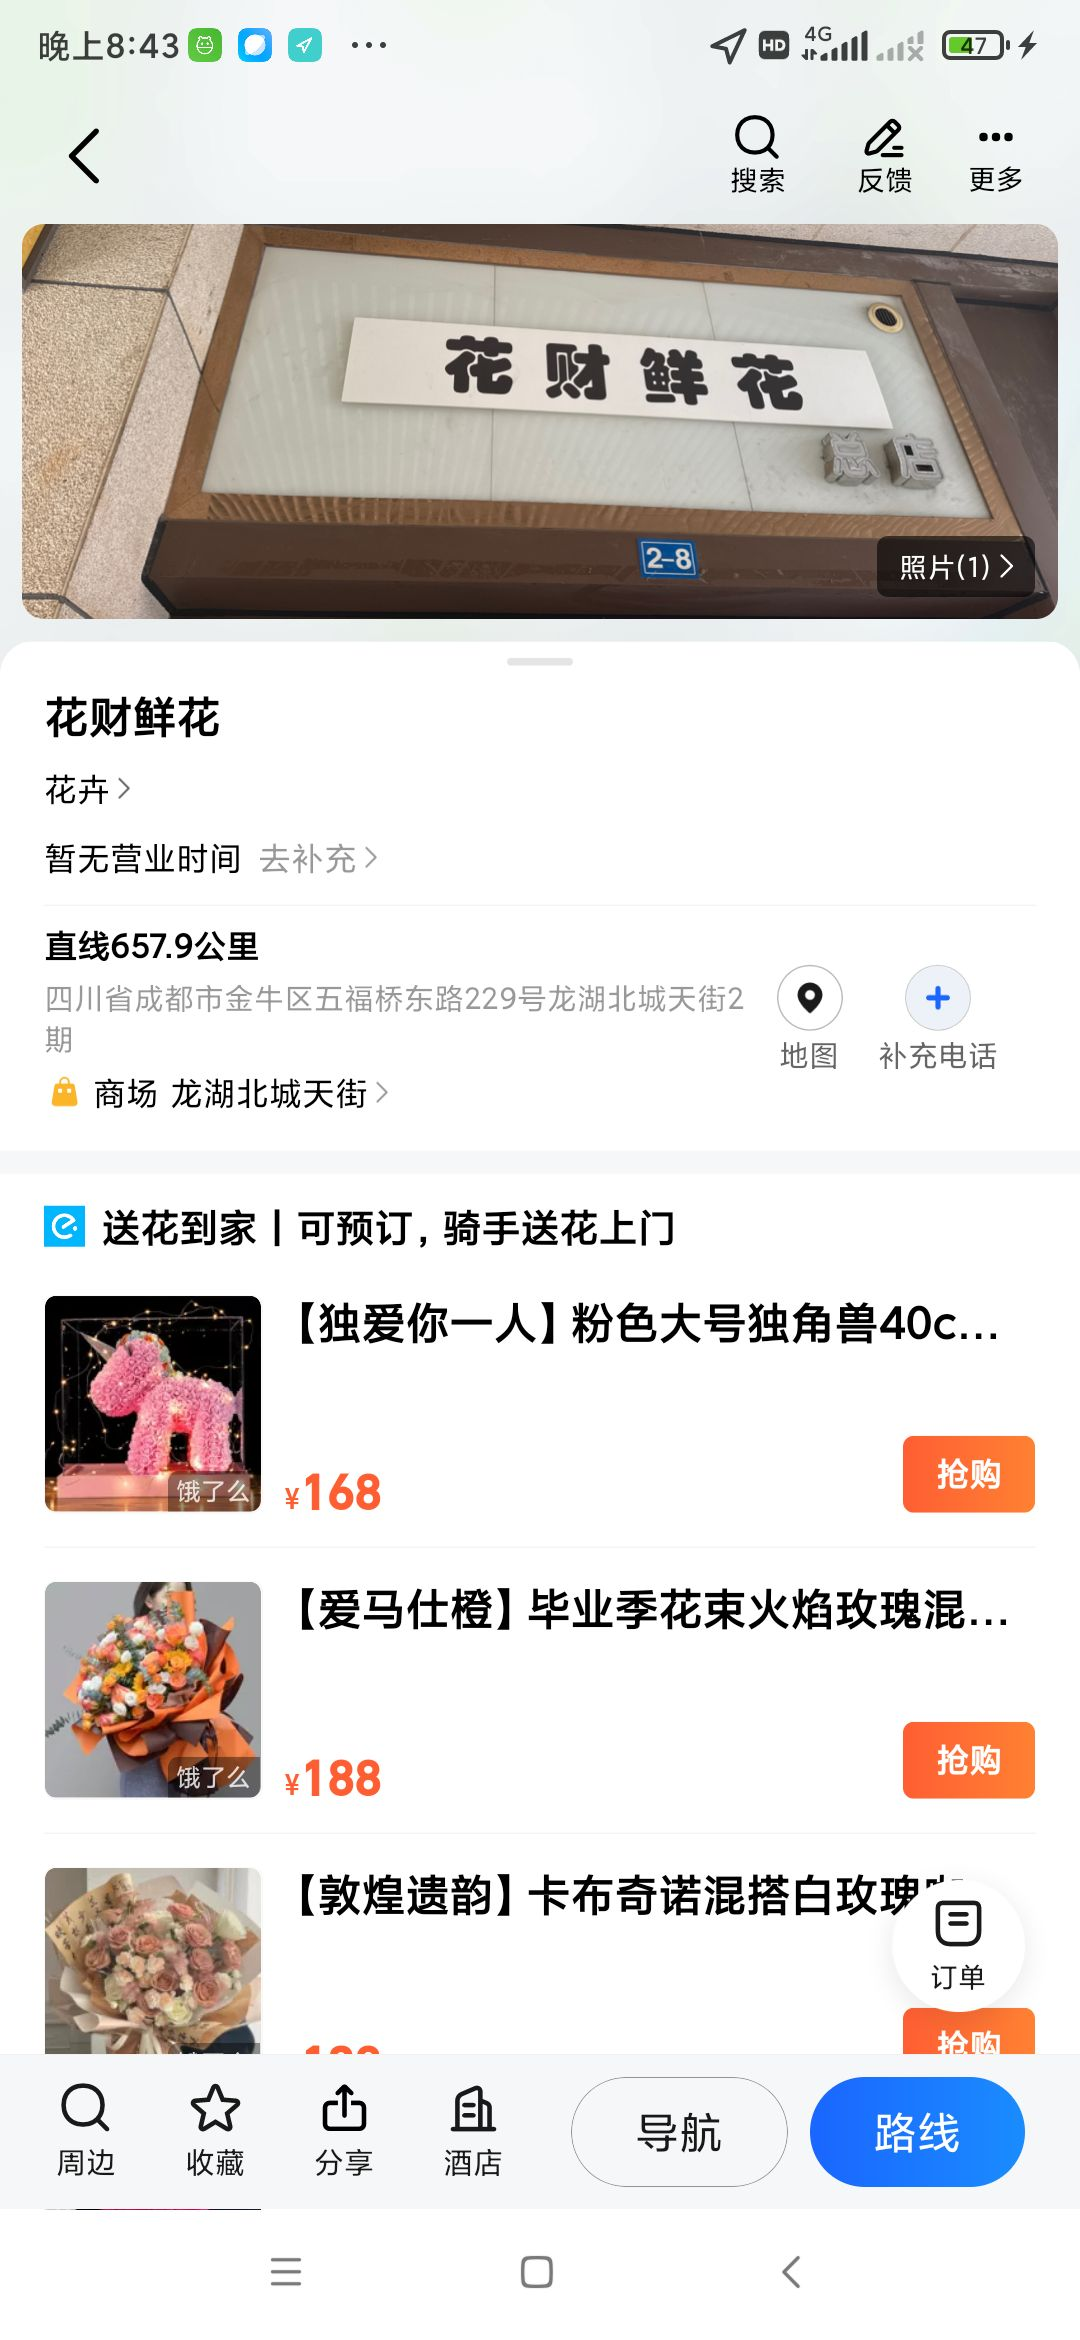 晚上8:43
HD 4G 47
搜索 反馈 更多
花财鲜花
2-8
照片(1)
花财鲜花
花卉
暂无营业时间 去补充
直线657.9公里
四川省成都市金牛区五福桥东路229号龙湖北城天街2
期
地图 补充电话
商场 龙湖北城天街
送花到家 | 可预订，骑手送花上门
【独爱你一人】粉色大号独角兽40c...
饿了么
¥168
抢购
【爱马仕橙】毕业季花束火焰玫瑰混...
饿了么
¥188
抢购
【敦煌遗韵】卡布奇诺混搭白玫瑰
订单
抢购
周边 收藏 分享 酒店 导航 路线